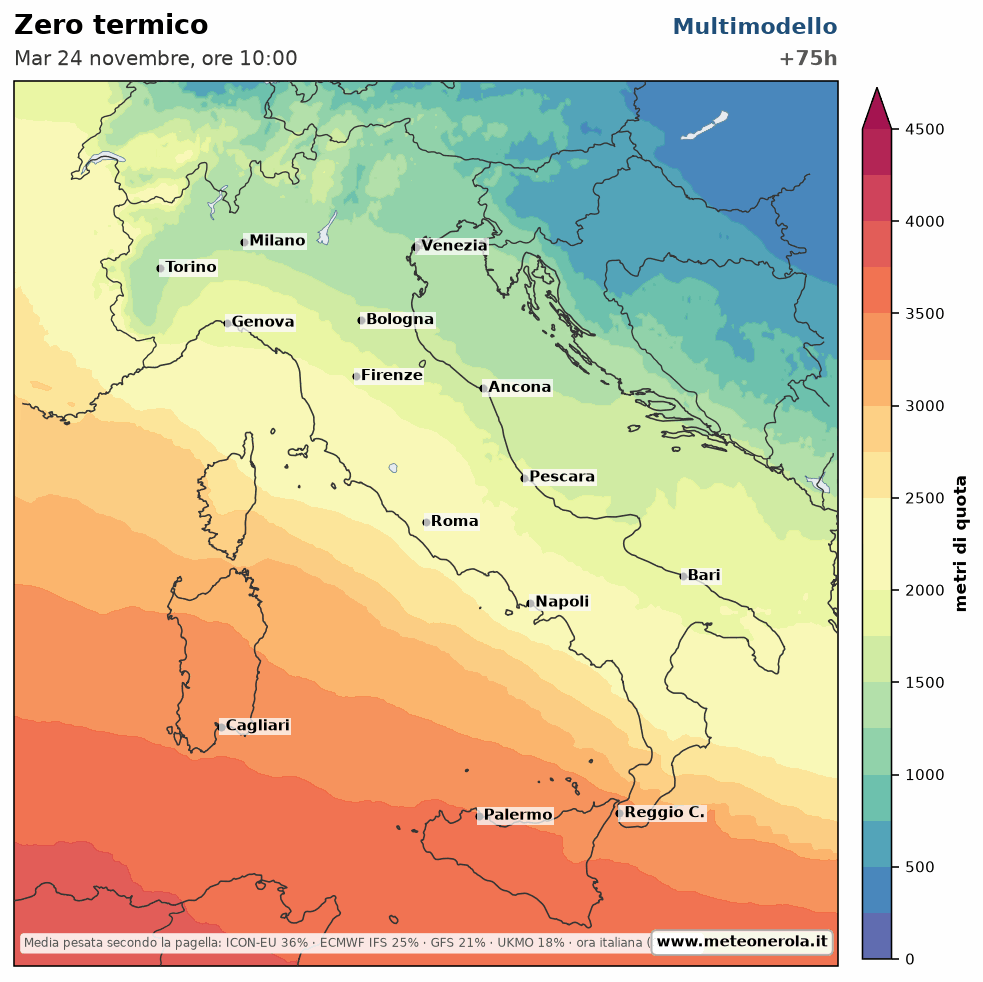 Zero termico
Multimodello
Mar 24 novembre, ore 10:00
+75h
4500
4000
3500
3000
2500
2000
1500
1000
500
0
metri di quota
Milano
Venezia
Torino
Genova
Bologna
Firenze
Ancona
Pescara
Roma
Bari
Napoli
Cagliari
Palermo
Reggio C.
Media pesata secondo la pagella: ICON-EU 36% · ECMWF IFS 25% · GFS 21% · UKMO 18% · ora italiana (
www.meteonerola.it